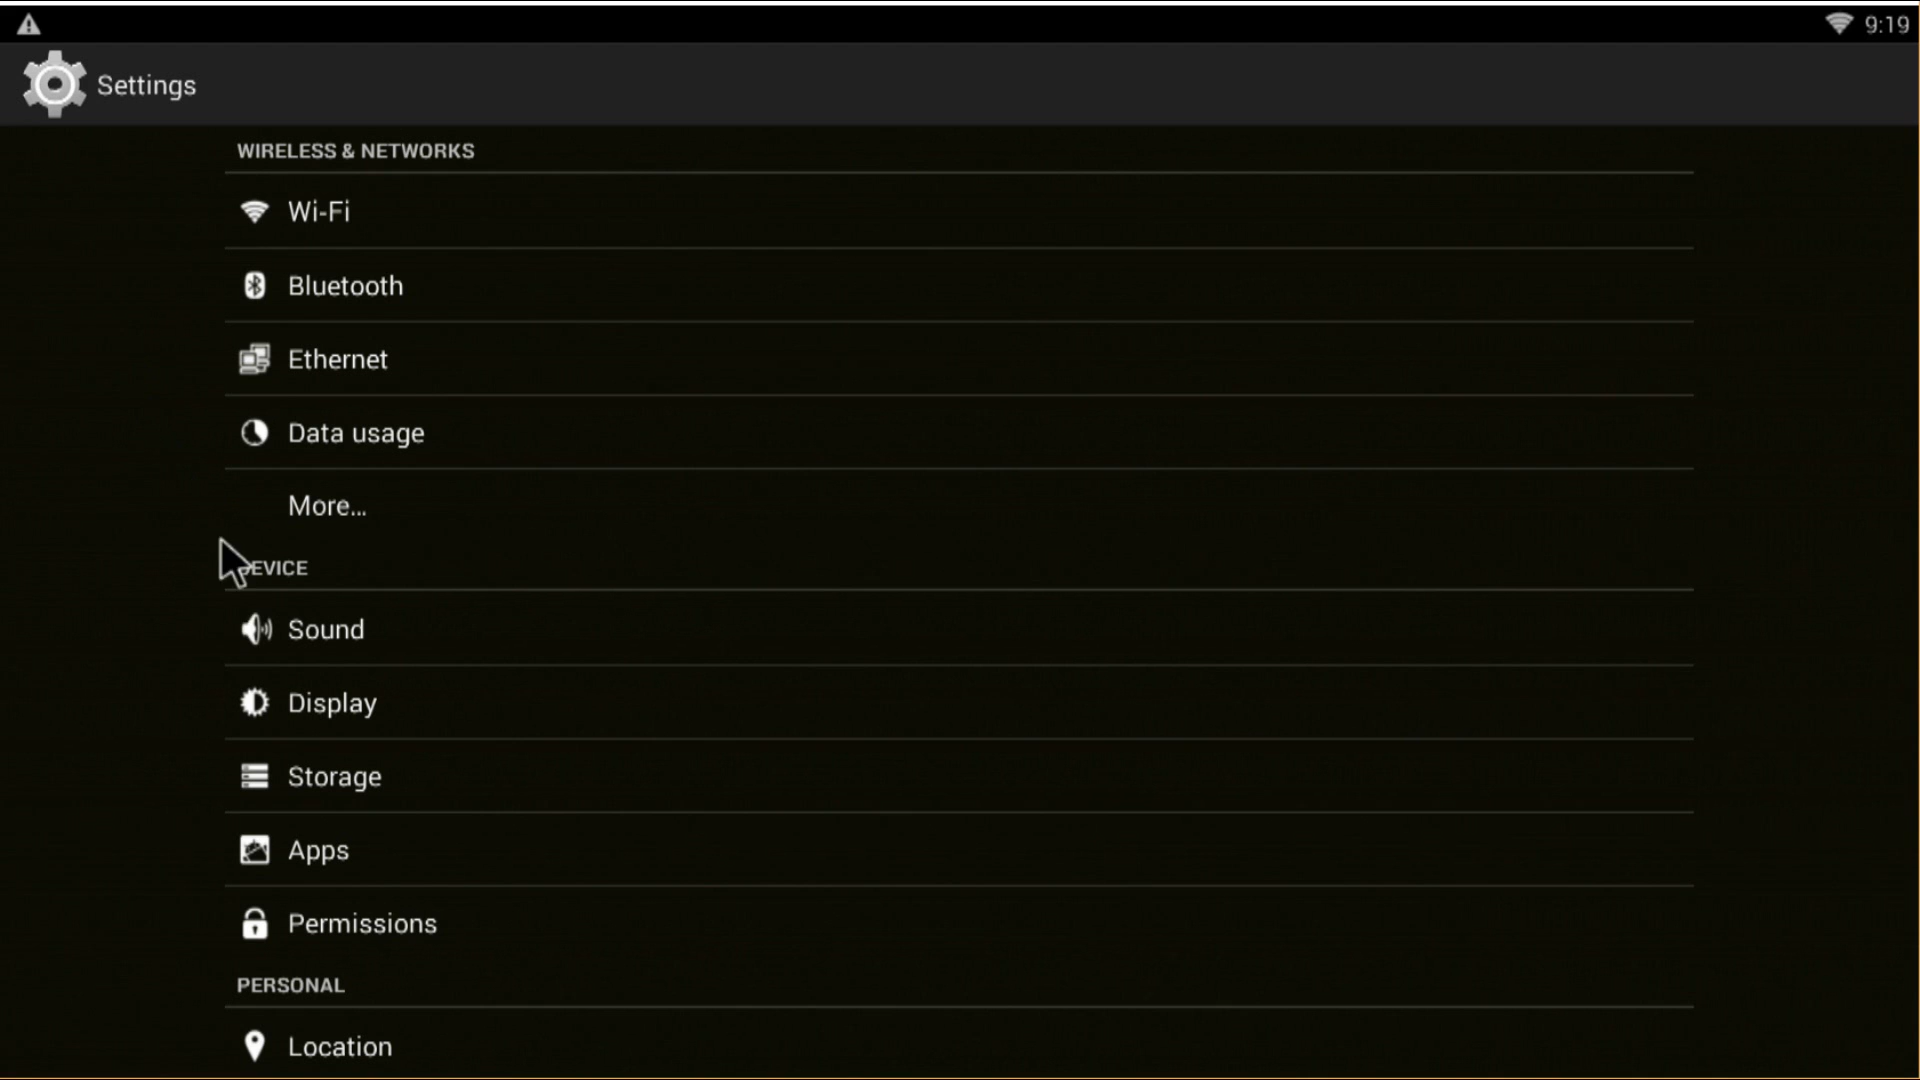 9:19
Settings
WIRELESS & NETWORKS
Wi-Fi
Bluetooth
Ethernet
Data usage
More...
DEVICE
Sound
Display
Storage
Apps
Permissions
PERSONAL
Location